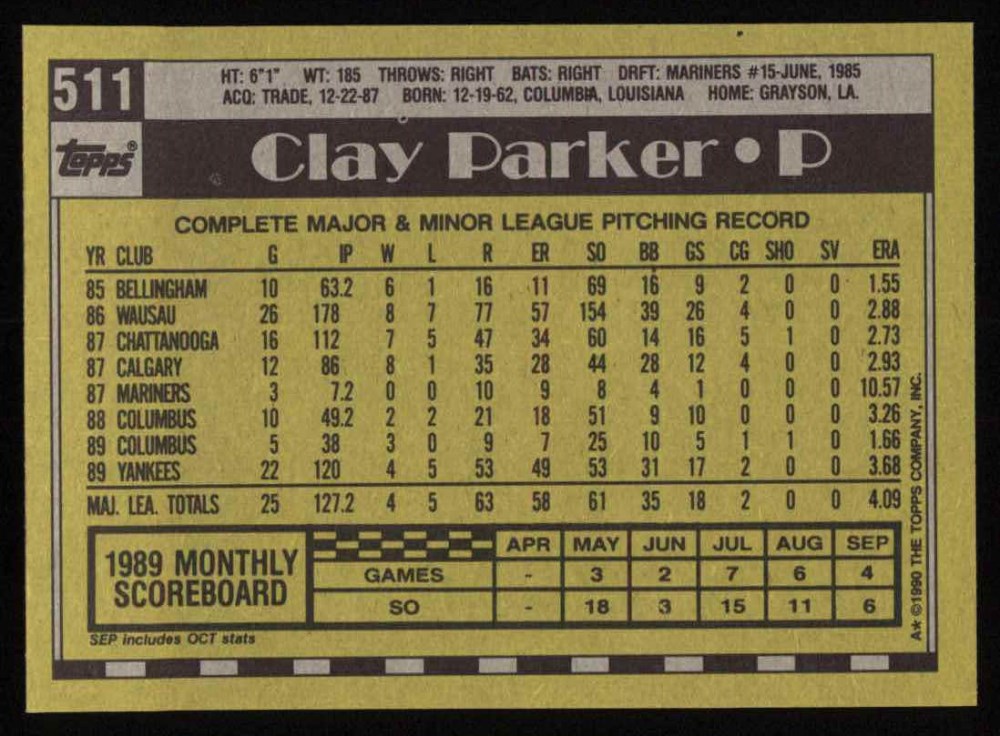 511
HT: 6"1" WT: 185 THROWS: RIGHT BATS: RIGHT DRFT: MARINERS #15-JUNE, 1985
ACQ: TRADE, 12-22-87 BORN: 12-19-62, COLUMBIA, LOUISIANA HOME: GRAYSON, LA.
topps®
Clay Parker • P
COMPLETE MAJOR & MINOR LEAGUE PITCHING RECORD
YR CLUB G IP W L R ER SO BB GS CG SHO SV ERA
85 BELLINGHAM 10 63.2 6 1 16 11 69 16 9 2 0 0 1.55
86 WAUSAU 26 178 8 7 77 57 154 39 26 4 0 0 2.88
87 CHATTANOOGA 16 112 7 5 47 34 60 14 16 5 1 0 2.73
87 CALGARY 12 86 8 1 35 28 44 28 12 4 0 0 2.93
87 MARINERS 3 7.2 0 0 10 9 8 4 1 0 0 0 10.57
88 COLUMBUS 10 49.2 2 2 21 18 51 9 10 0 0 0 3.26
89 COLUMBUS 5 38 3 0 9 7 25 10 5 1 1 0 1.66
89 YANKEES 22 120 4 5 53 49 53 31 17 2 0 0 3.68
MAJ. LEA. TOTALS 25 127.2 4 5 63 58 61 35 18 2 0 0 4.09
1989 MONTHLY
SCOREBOARD
APR MAY JUN JUL AUG SEP
GAMES - 3 2 7 6 4
SO - 18 3 15 11 6
SEP includes OCT stats
A* ©1990 THE TOPPS COMPANY, INC.